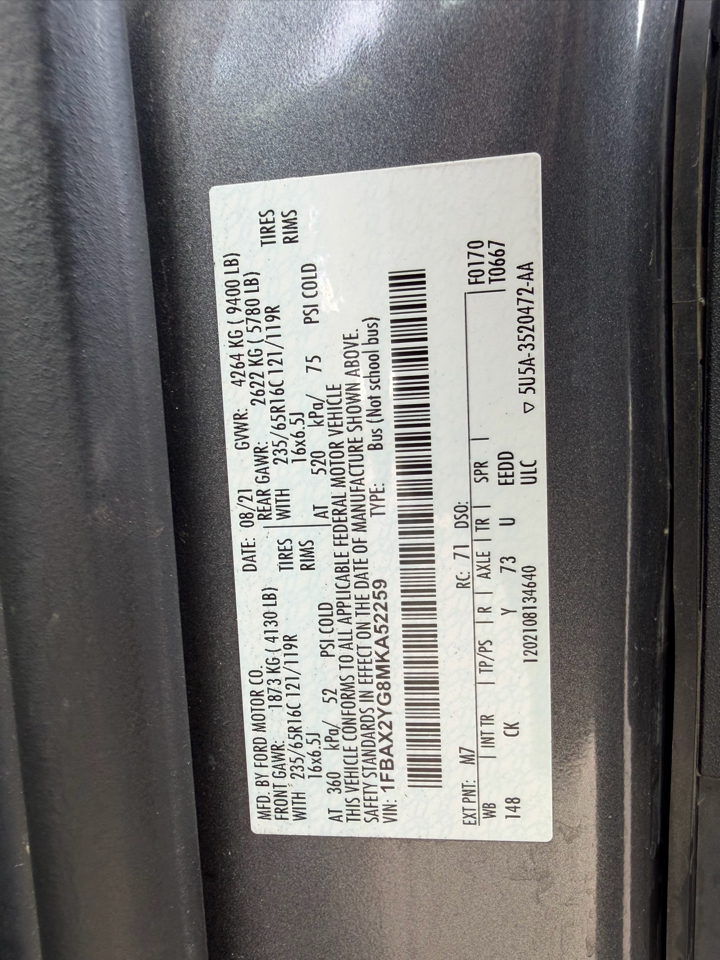 MFD. BY FORD MOTOR CO.
DATE: 08/21 GVWR: 4264 KG ( 9400 LB)
FRONT GAWR: 1873 KG ( 4130 LB) REAR GAWR: 2622 KG ( 5780 LB)
WITH 235/65R16C 121/119R TIRES WITH 235/65R16C 121/119R TIRES
16x6.5J RIMS 16x6.5J RIMS
AT 360 kPa/ 52 PSI COLD AT 520 kPa/ 75 PSI COLD
THIS VEHICLE CONFORMS TO ALL APPLICABLE FEDERAL MOTOR VEHICLE
SAFETY STANDARDS IN EFFECT ON THE DATE OF MANUFACTURE SHOWN ABOVE.
VIN: 1FBAX2YG8MKA52259 TYPE: Bus (Not school bus)
EXT PNT: M7 RC: 71 DSO:
WB INT TR TP/PS R AXLE TR SPR F0170
148 CK Y 73 U EEDD T0667
1202108134640 ULC ▽ 5U5A-3520472-AA